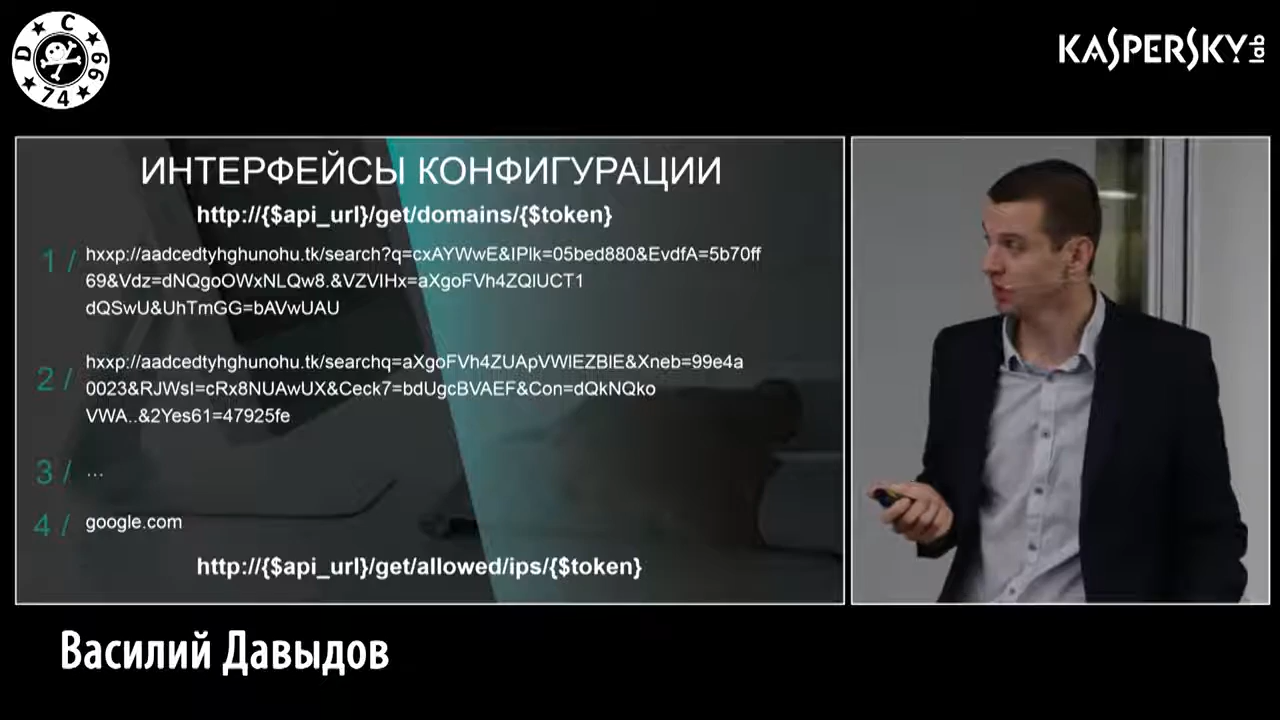 DC
7499
KASPERSKY lab
ИНТЕРФЕЙСЫ КОНФИГУРАЦИИ
http://{$api_url}/get/domains/{$token}
1 / hxxp://aadcedtyhghunohu.tk/search?q=cxAYWwE&IPlk=05bed880&EvdfA=5b70ff
69&Vdz=dNQgoOWxNLQw8.&VZVIHx=aXgoFVh4ZQIUCT1
dQSwU&UhTmGG=bAVwUAU
2 / hxxp://aadcedtyhghunohu.tk/searchq=aXgoFVh4ZUApVWlEZBlE&Xneb=99e4a
0023&RJWsI=cRx8NUAwUX&Ceck7=bdUgcBVAEF&Con=dQkNQko
VWA..&2Yes61=47925fe
3 / ...
4 / google.com
http://{$api_url}/get/allowed/ips/{$token}
Василий Давыдов